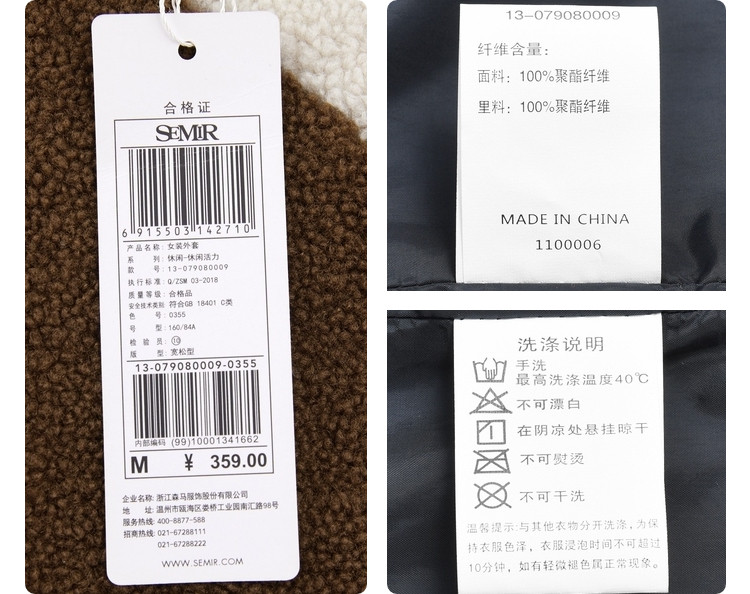 合格证
SEMIR
6 915503 142710
产品名称: 女装外套
系 列: 休闲-休闲活力
款 号: 13-079080009
执行标准: Q/ZSM 03-2018
质量等级: 合格品
安全技术类别: 符合GB 18401 C类
色 号: 0355
号 型: 160/84A
检 验 员: ⑩
版 型: 宽松型
13-079080009-0355
内部编码 (99)10001341662
M ¥ 359.00
企业名称: 浙江森马服饰股份有限公司
地 址: 温州市瓯海区娄桥工业园南汇路98号
服务热线: 400-8877-588
招商热线: 021-67288111
021-67288222
WWW.SEMIR.COM
13-079080009
纤维含量:
面料: 100%聚酯纤维
里料: 100%聚酯纤维
MADE IN CHINA
1100006
洗涤说明
手洗
最高洗涤温度40℃
不可漂白
在阴凉处悬挂晾干
不可熨烫
不可干洗
温馨提示:与其他衣物分开洗涤,为保
持衣服色泽,衣服浸泡时间不可超过
10分钟,如有轻微褪色属正常现象。